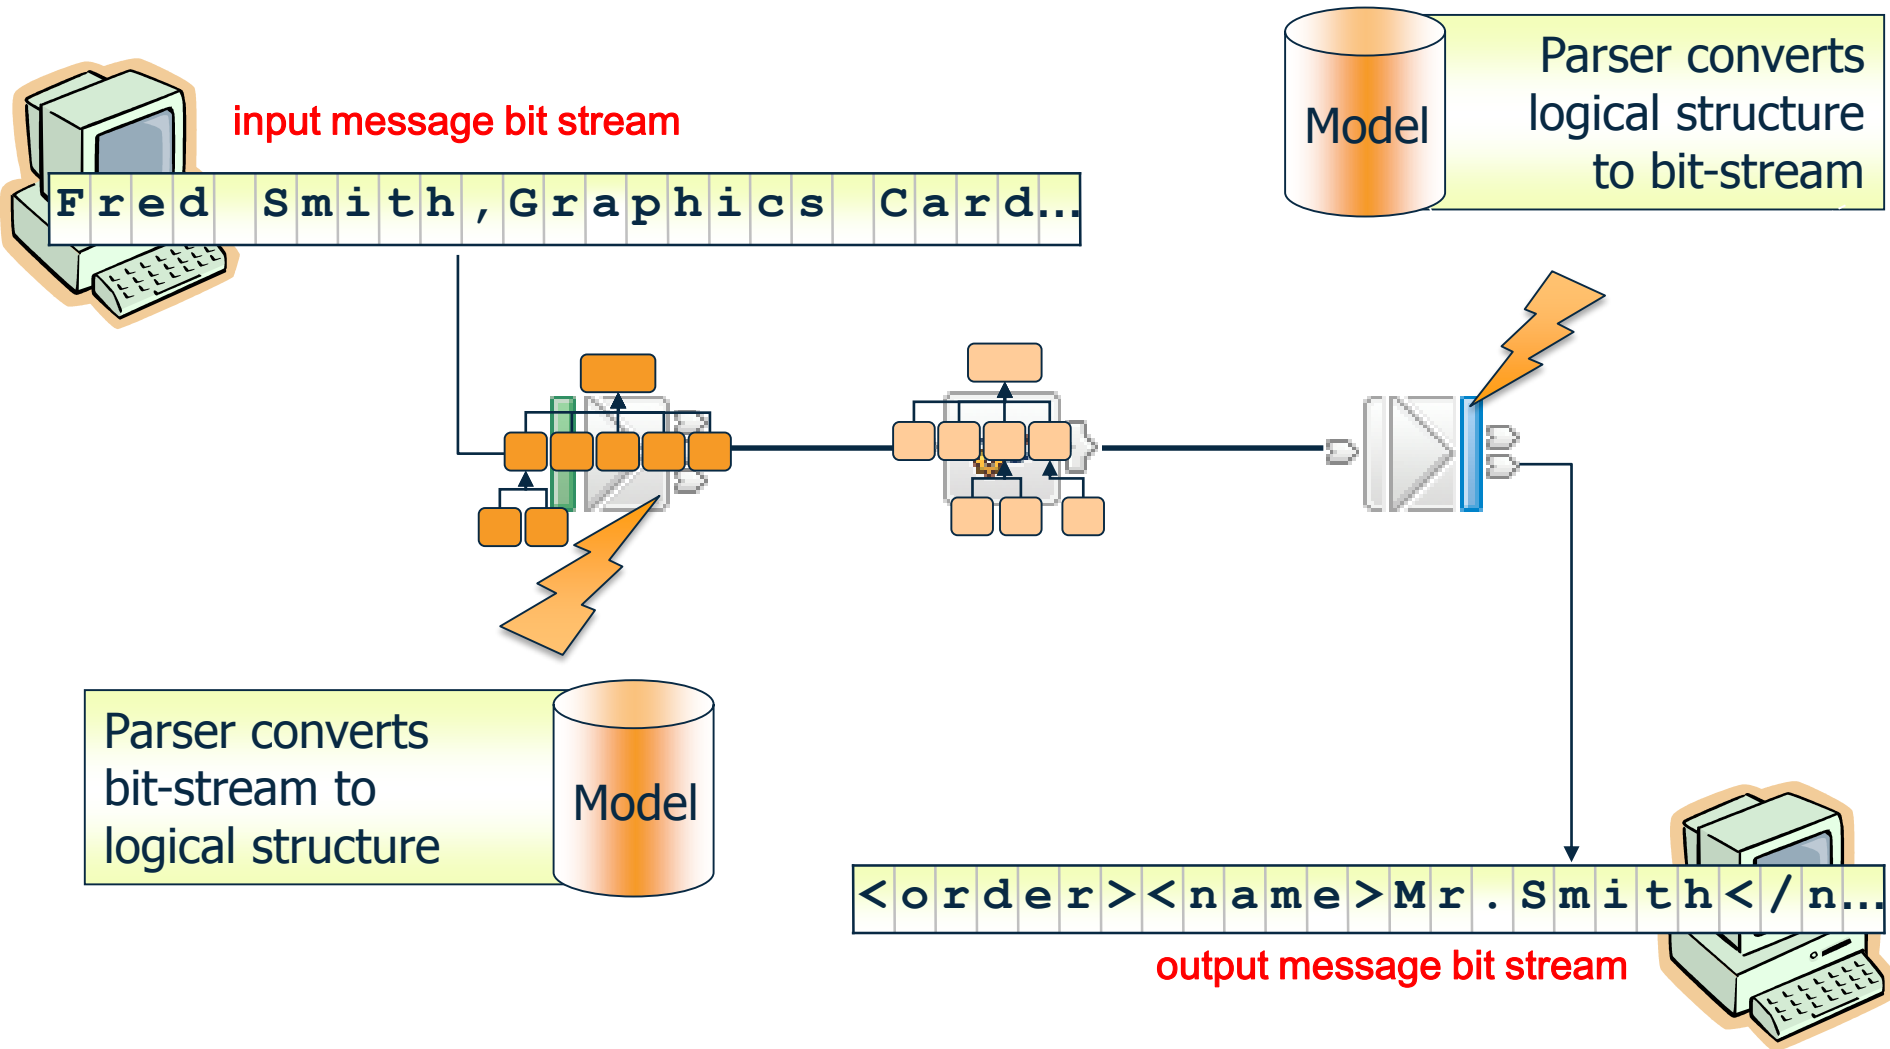 input message bit stream
Fred Smith,Graphics Card...
Model
Parser converts
logical structure
to bit-stream
Parser converts
bit-stream to
logical structure
Model
<order><name>Mr.Smith</n...
output message bit stream